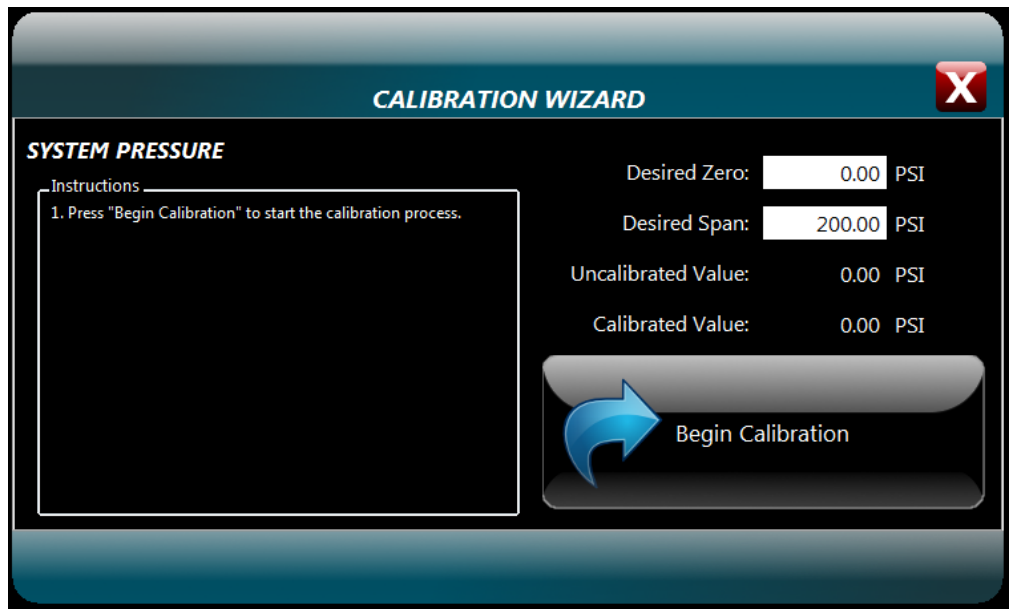 CALIBRATION WIZARD
X
SYSTEM PRESSURE
Instructions
1. Press "Begin Calibration" to start the calibration process.
Desired Zero: 0.00 PSI
Desired Span: 200.00 PSI
Uncalibrated Value: 0.00 PSI
Calibrated Value: 0.00 PSI
Begin Calibration